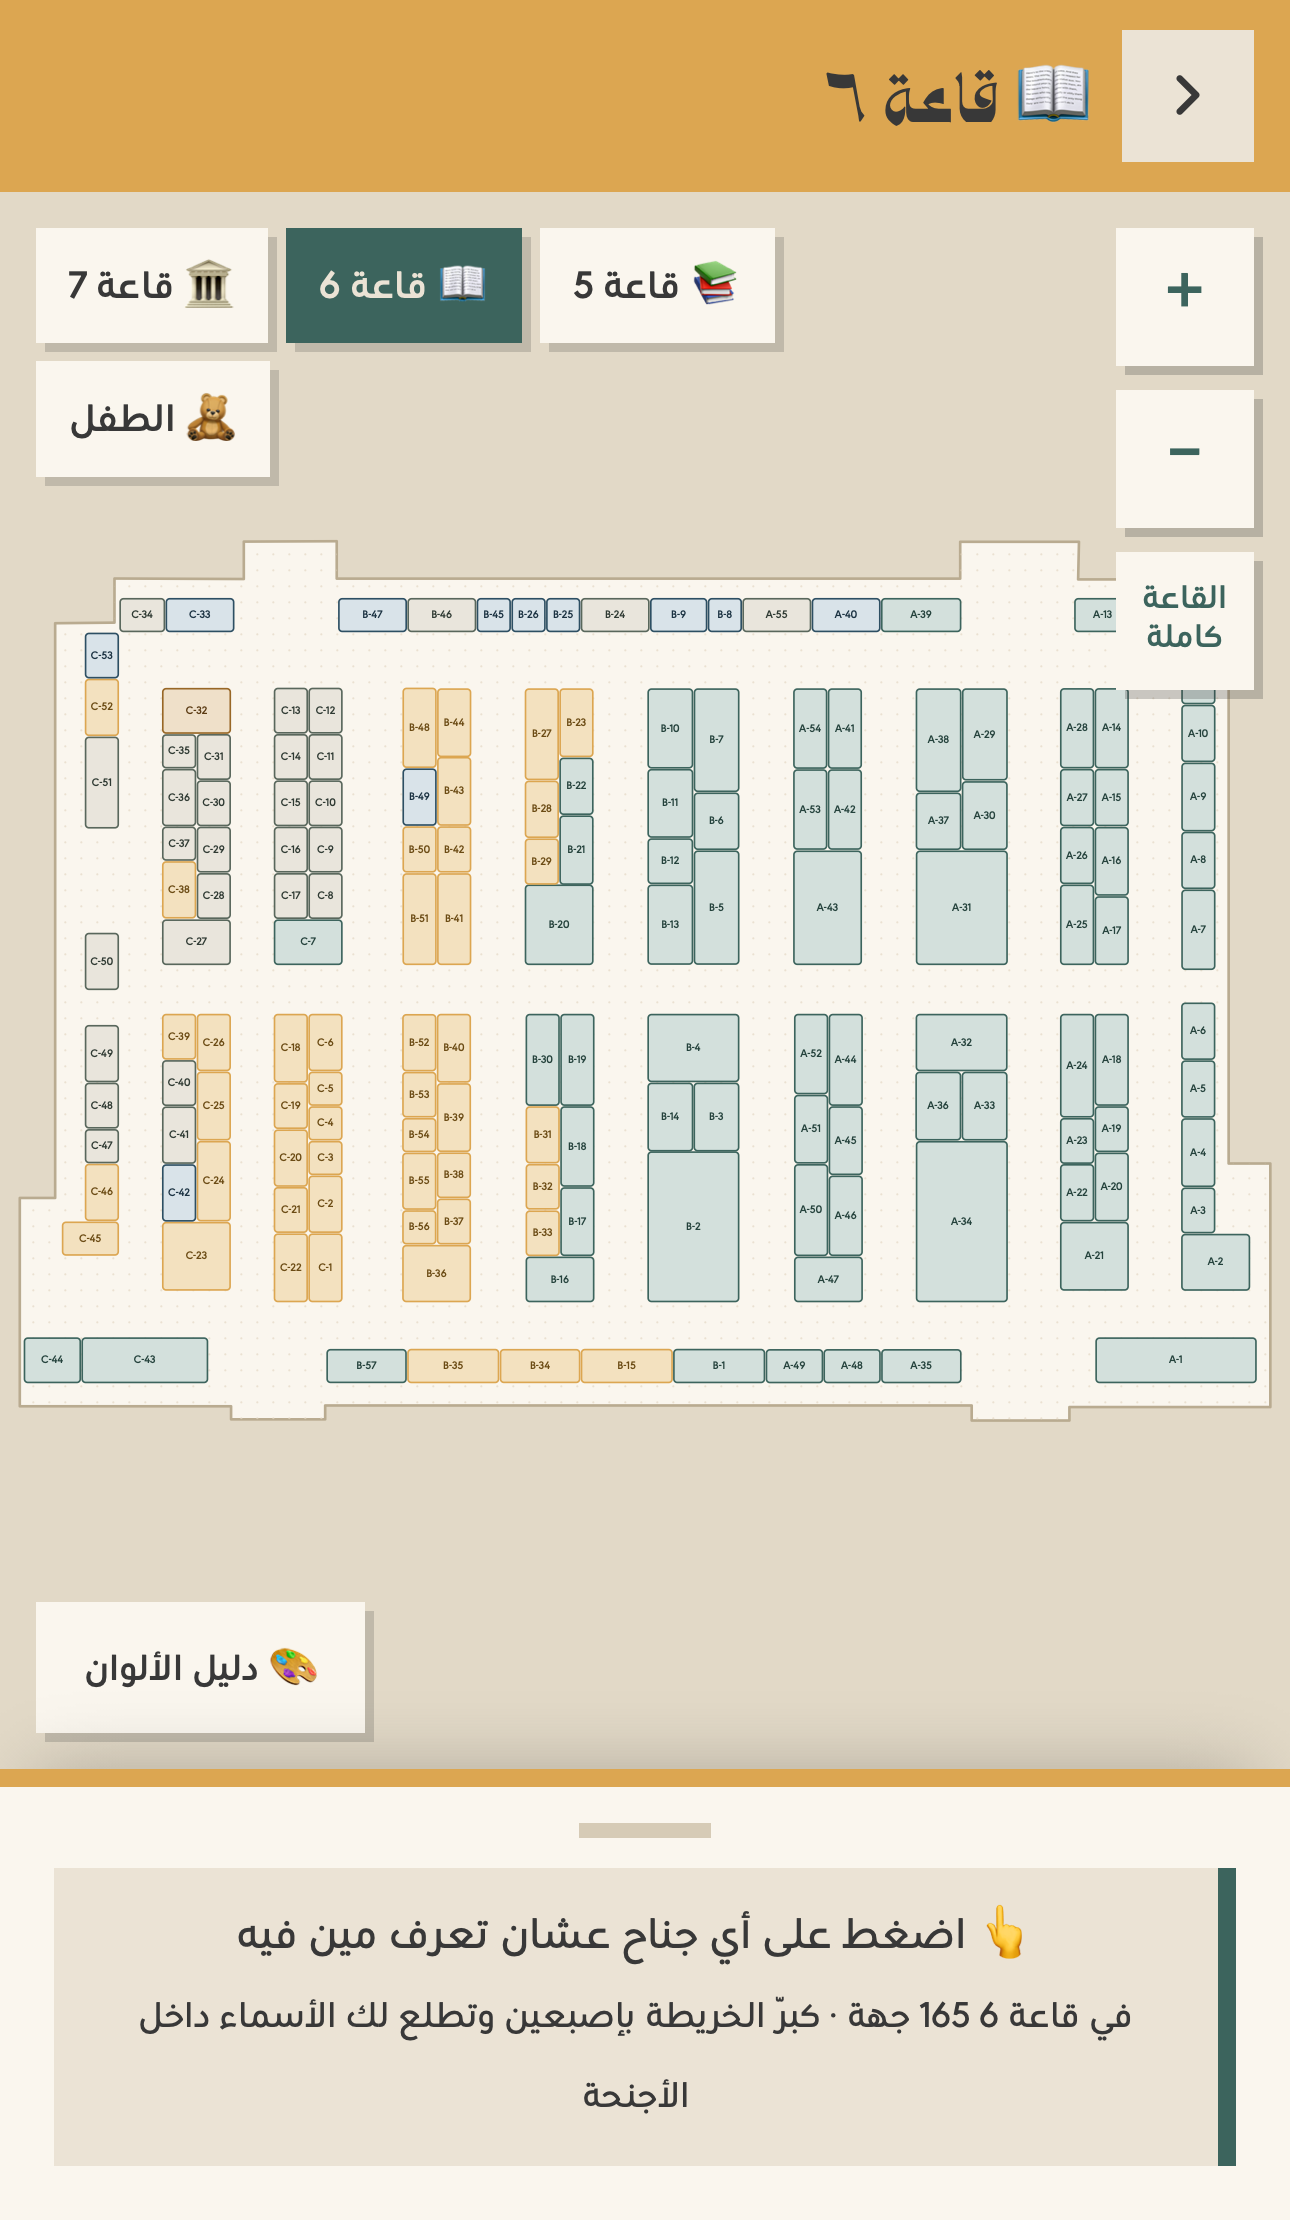 قاعة ٦
قاعة 5
قاعة 6
قاعة 7
الطفل
+
−
القاعة
كاملة
C-34 C-33 B-47 B-46 B-45 B-26 B-25 B-24 B-9 B-8 A-55 A-40 A-39 A-13
C-53
C-52
C-51
C-50
C-49
C-48
C-47
C-46
C-45
C-32
C-35 C-31
C-36 C-30
C-37 C-29
C-38 C-28
C-27
C-13 C-12
C-14 C-11
C-15 C-10
C-16 C-9
C-17 C-8
C-7
B-48 B-44
B-49 B-43
B-50 B-42
B-51 B-41
B-27 B-23
B-28 B-22
B-29 B-21
B-20
B-10 B-7
B-11 B-6
B-12
B-13 B-5
A-54 A-41
A-53 A-42
A-43
A-38 A-29
A-37 A-30
A-31
A-28 A-14
A-27 A-15
A-26 A-16
A-25 A-17
A-10
A-9
A-8
A-7
C-39 C-26
C-40 C-25
C-41 C-24
C-42
C-23
C-18 C-6
C-19 C-5
C-4
C-20 C-3
C-21 C-2
C-22 C-1
B-52 B-40
B-53 B-39
B-54
B-55 B-38
B-56 B-37
B-36
B-30 B-19
B-31 B-18
B-32 B-17
B-33
B-16
B-4
B-14 B-3
B-2
A-52 A-44
A-51 A-45
A-50 A-46
A-47
A-32
A-36 A-33
A-34
A-24 A-18
A-23 A-19
A-22 A-20
A-21
A-6
A-5
A-4
A-3
A-2
C-44 C-43 B-57 B-35 B-34 B-15 B-1 A-49 A-48 A-35 A-1
دليل الألوان
اضغط على أي جناح عشان تعرف مين فيه
في قاعة 6 165 جهة · كبرّ الخريطة بإصبعين وتطلع لك الأسماء داخل
الأجنحة